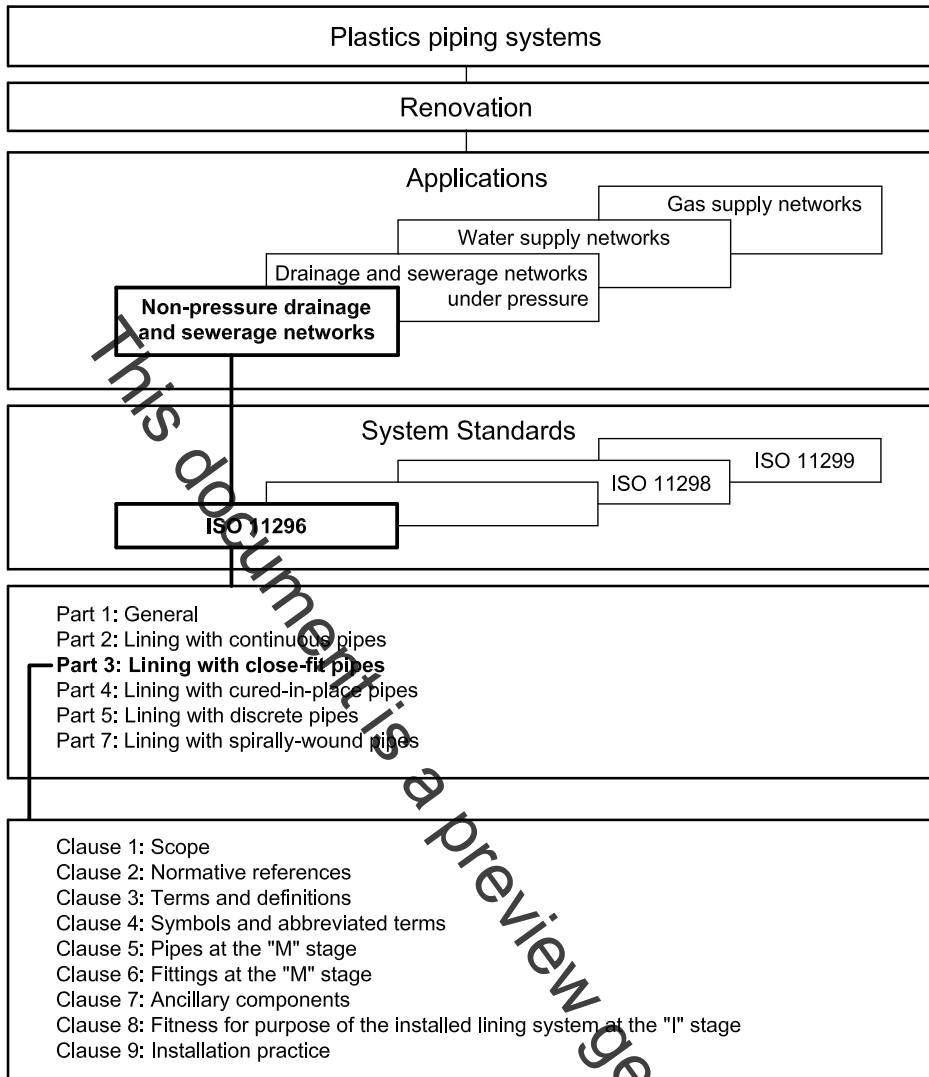 Plastics piping systems
Renovation
Applications
Gas supply networks
Water supply networks
Drainage and sewerage networks
under pressure
Non-pressure drainage
and sewerage networks
System Standards
ISO 11299
ISO 11298
ISO 11296
Part 1: General
Part 2: Lining with continuous pipes
Part 3: Lining with close-fit pipes
Part 4: Lining with cured-in-place pipes
Part 5: Lining with discrete pipes
Part 7: Lining with spirally-wound pipes
Clause 1: Scope
Clause 2: Normative references
Clause 3: Terms and definitions
Clause 4: Symbols and abbreviated terms
Clause 5: Pipes at the "M" stage
Clause 6: Fittings at the "M" stage
Clause 7: Ancillary components
Clause 8: Fitness for purpose of the installed lining system at the "I" stage
Clause 9: Installation practice
This document is a preview ge